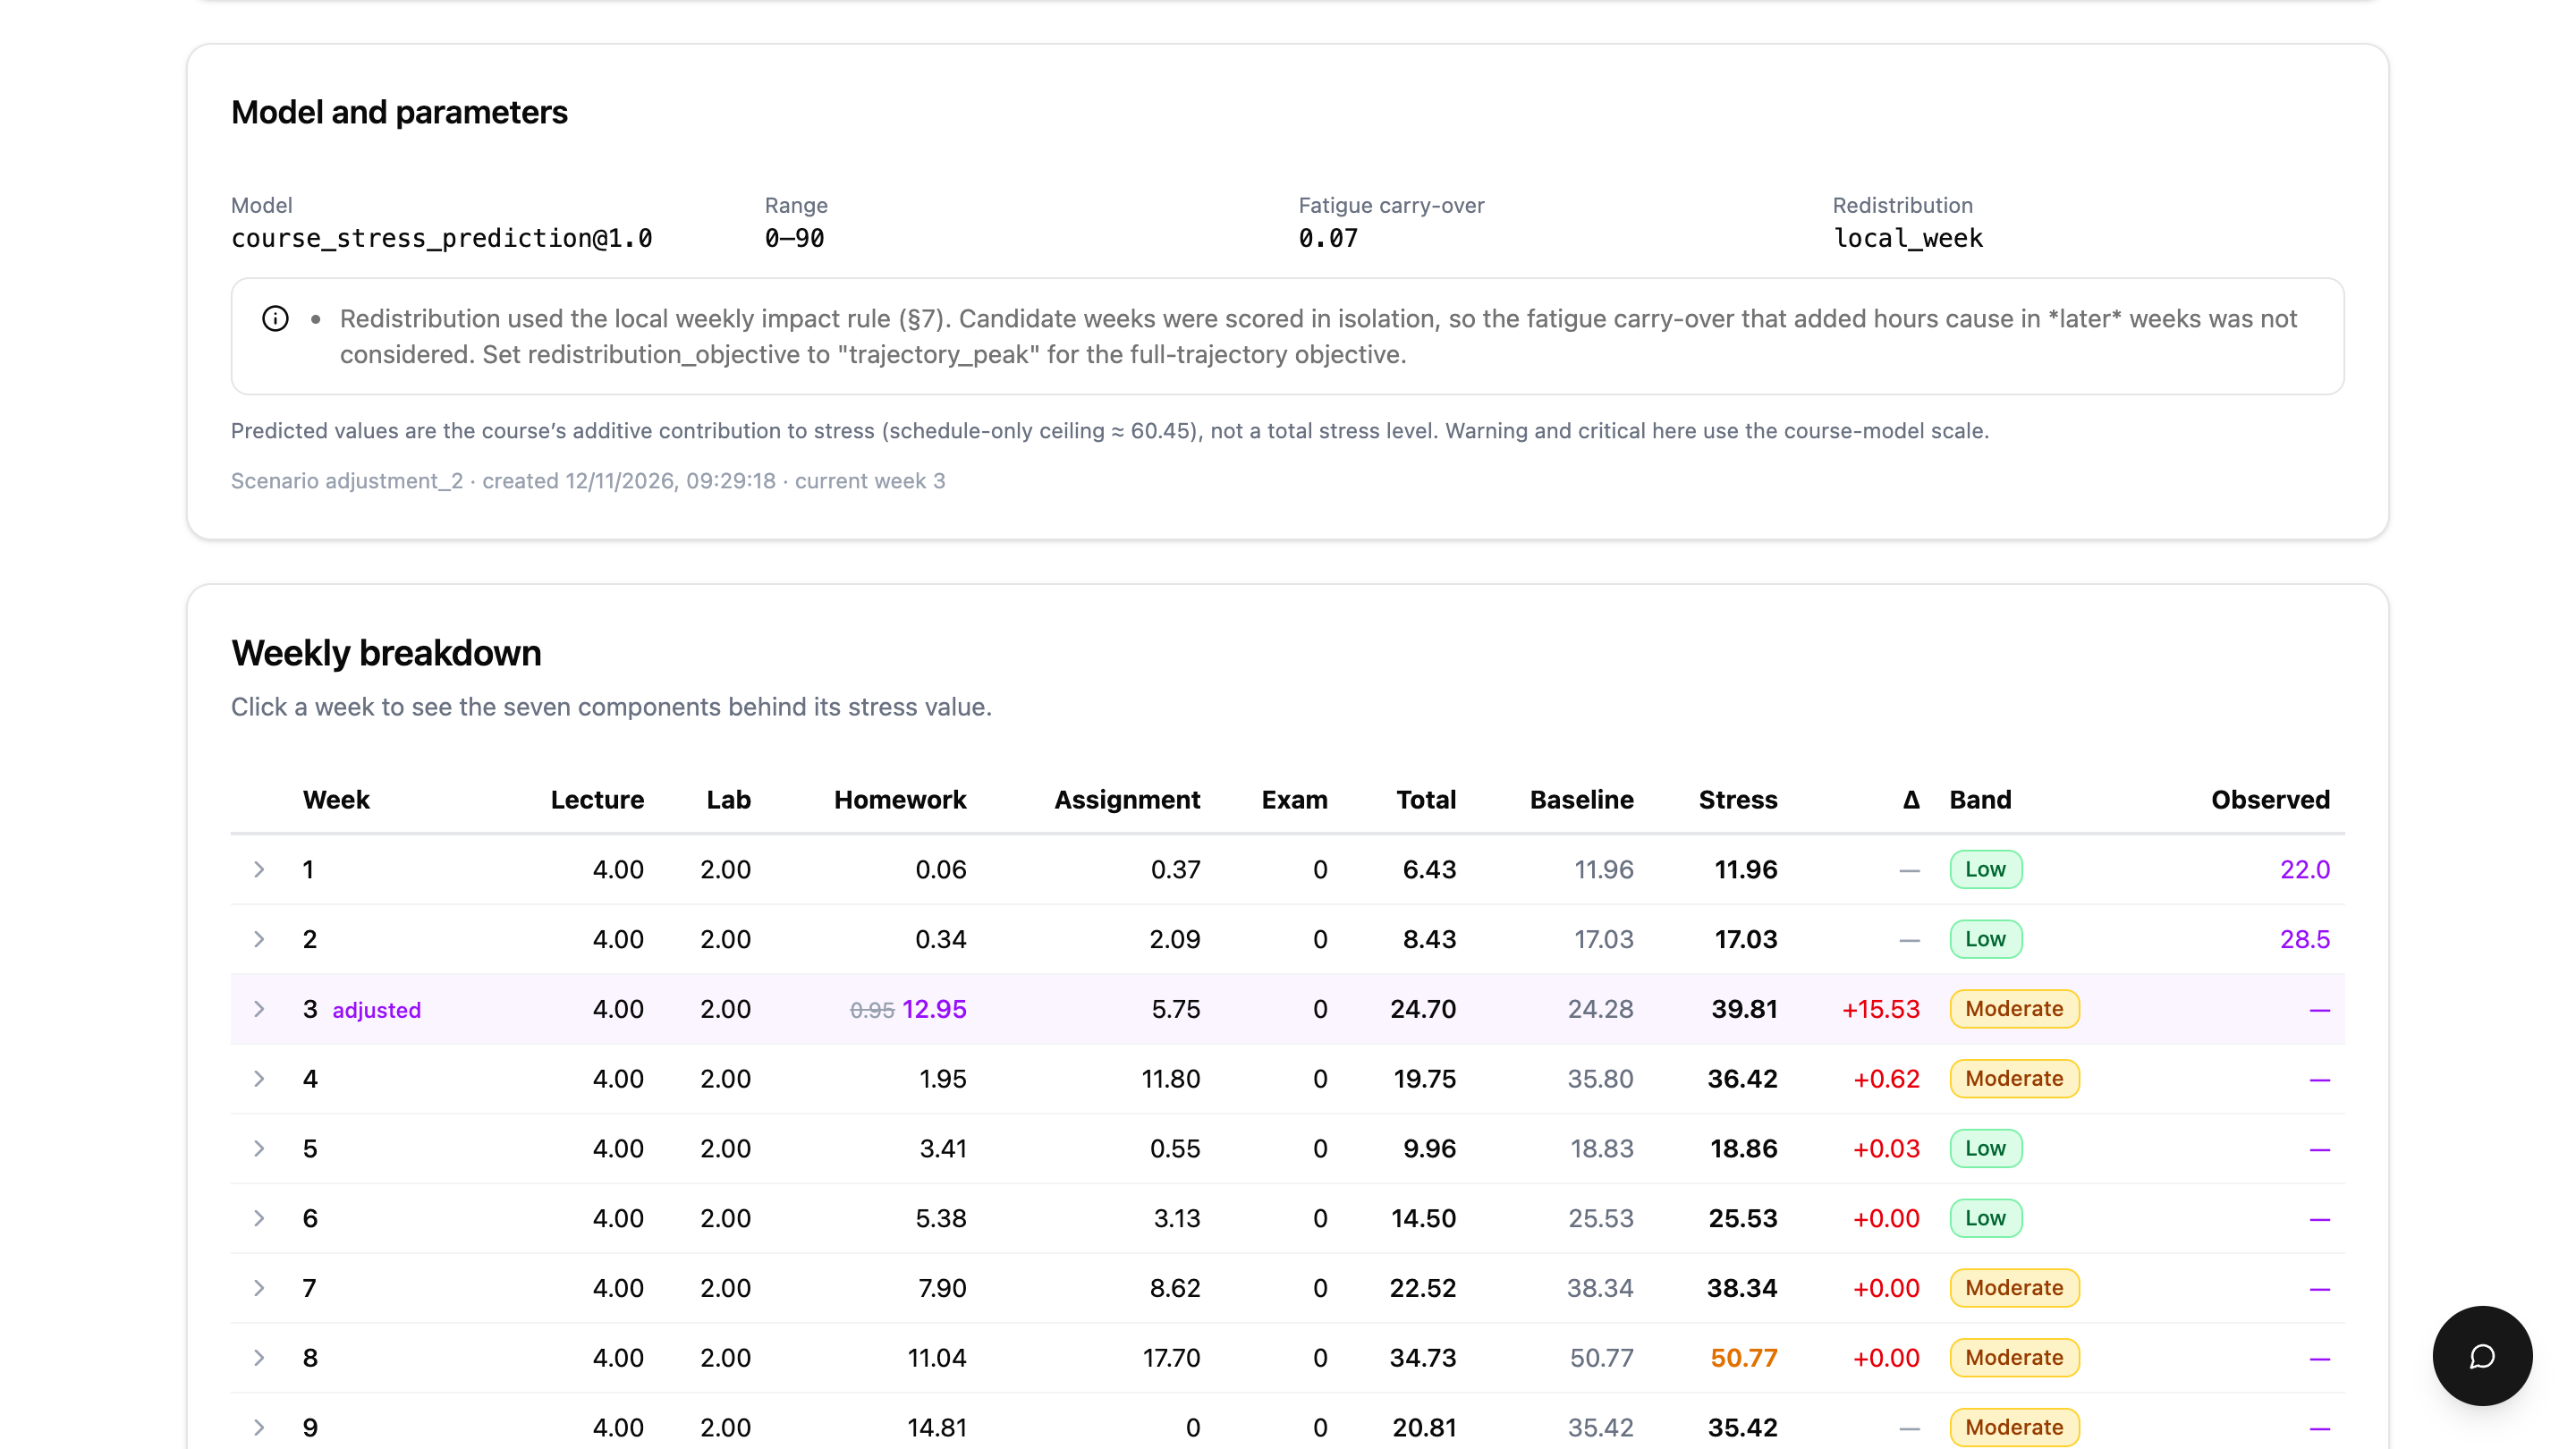 Model and parameters
Model Range Fatigue carry-over Redistribution
course_stress_prediction@1.0 0–90 0.07 local_week
• Redistribution used the local weekly impact rule (§7). Candidate weeks were scored in isolation, so the fatigue carry-over that added hours cause in *later* weeks was not
considered. Set redistribution_objective to "trajectory_peak" for the full-trajectory objective.
Predicted values are the course’s additive contribution to stress (schedule-only ceiling ≈ 60.45), not a total stress level. Warning and critical here use the course-model scale.
Scenario adjustment_2 · created 12/11/2026, 09:29:18 · current week 3
Weekly breakdown
Click a week to see the seven components behind its stress value.
Week Lecture Lab Homework Assignment Exam Total Baseline Stress Δ Band Observed
1 4.00 2.00 0.06 0.37 0 6.43 11.96 11.96 — Low 22.0
2 4.00 2.00 0.34 2.09 0 8.43 17.03 17.03 — Low 28.5
3 adjusted 4.00 2.00 0.95 12.95 5.75 0 24.70 24.28 39.81 +15.53 Moderate —
4 4.00 2.00 1.95 11.80 0 19.75 35.80 36.42 +0.62 Moderate —
5 4.00 2.00 3.41 0.55 0 9.96 18.83 18.86 +0.03 Low —
6 4.00 2.00 5.38 3.13 0 14.50 25.53 25.53 +0.00 Low —
7 4.00 2.00 7.90 8.62 0 22.52 38.34 38.34 +0.00 Moderate —
8 4.00 2.00 11.04 17.70 0 34.73 50.77 50.77 +0.00 Moderate —
9 4.00 2.00 14.81 0 0 20.81 35.42 35.42 — Moderate —